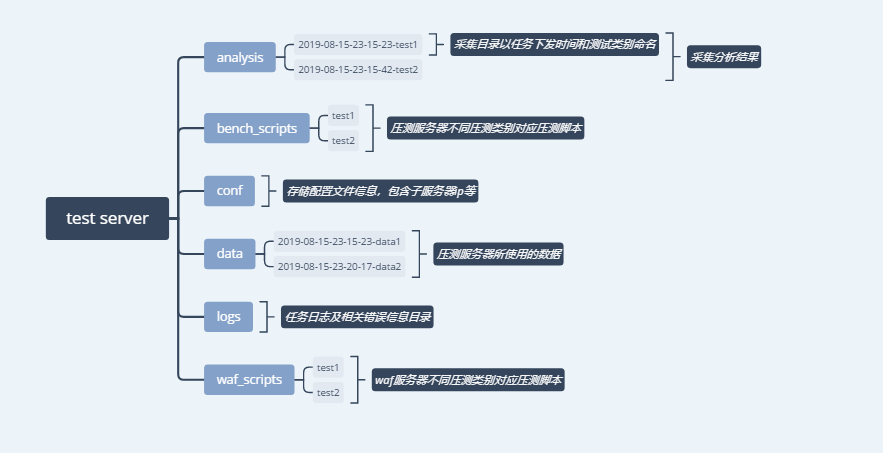 test server
analysis
2019-08-15-23-15-23-test1
采集目录以任务下发时间和测试类别命名
2019-08-15-23-15-42-test2
采集分析结果
bench_scripts
test1
test2
压测服务器不同压测类别对应压测脚本
conf
存储配置文件信息，包含子服务器ip等
data
2019-08-15-23-15-23-data1
2019-08-15-23-20-17-data2
压测服务器所使用的数据
logs
任务日志及相关错误信息目录
waf_scripts
test1
test2
waf服务器不同压测类别对应压测脚本